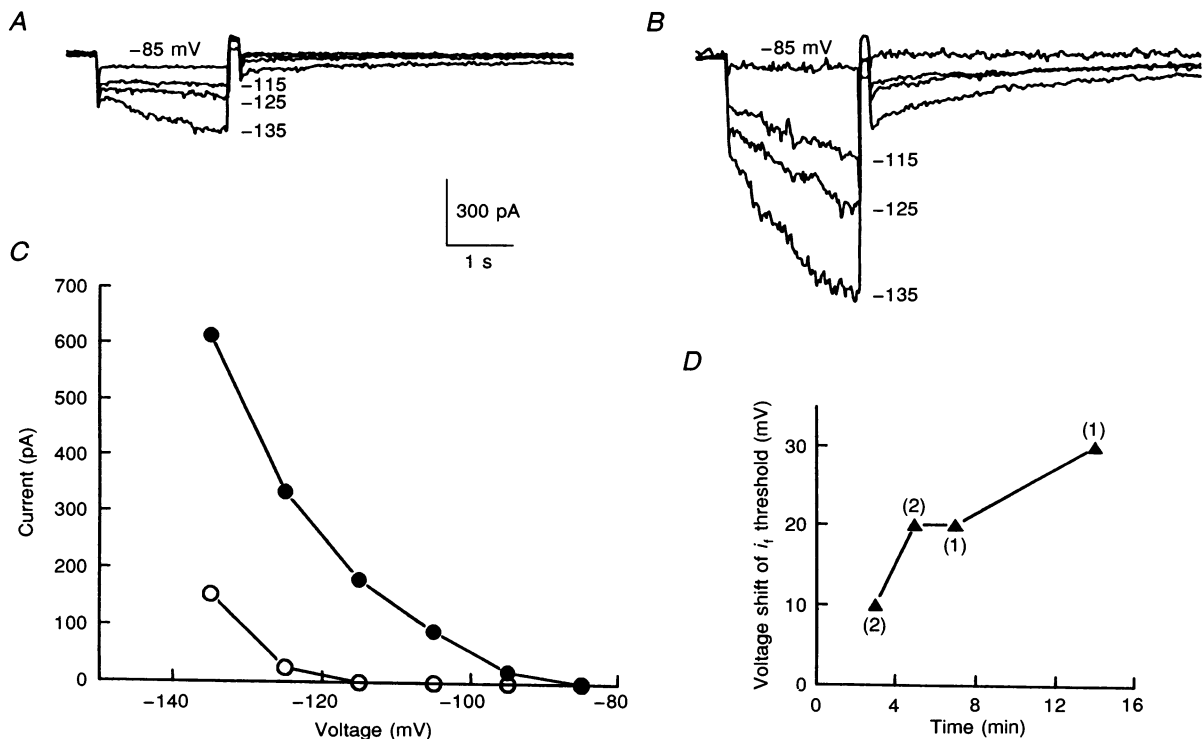 A
−85 mV
−115
−125
−135
300 pA
1 s
B
−85 mV
−115
−125
−135
C
700
600
500
400
300
200
100
0
Current (pA)
−140
−120
−100
−80
Voltage (mV)
D
Voltage shift of if threshold (mV)
30
20
10
0
(2)
(2)
(1)
(1)
0
4
8
12
16
Time (min)